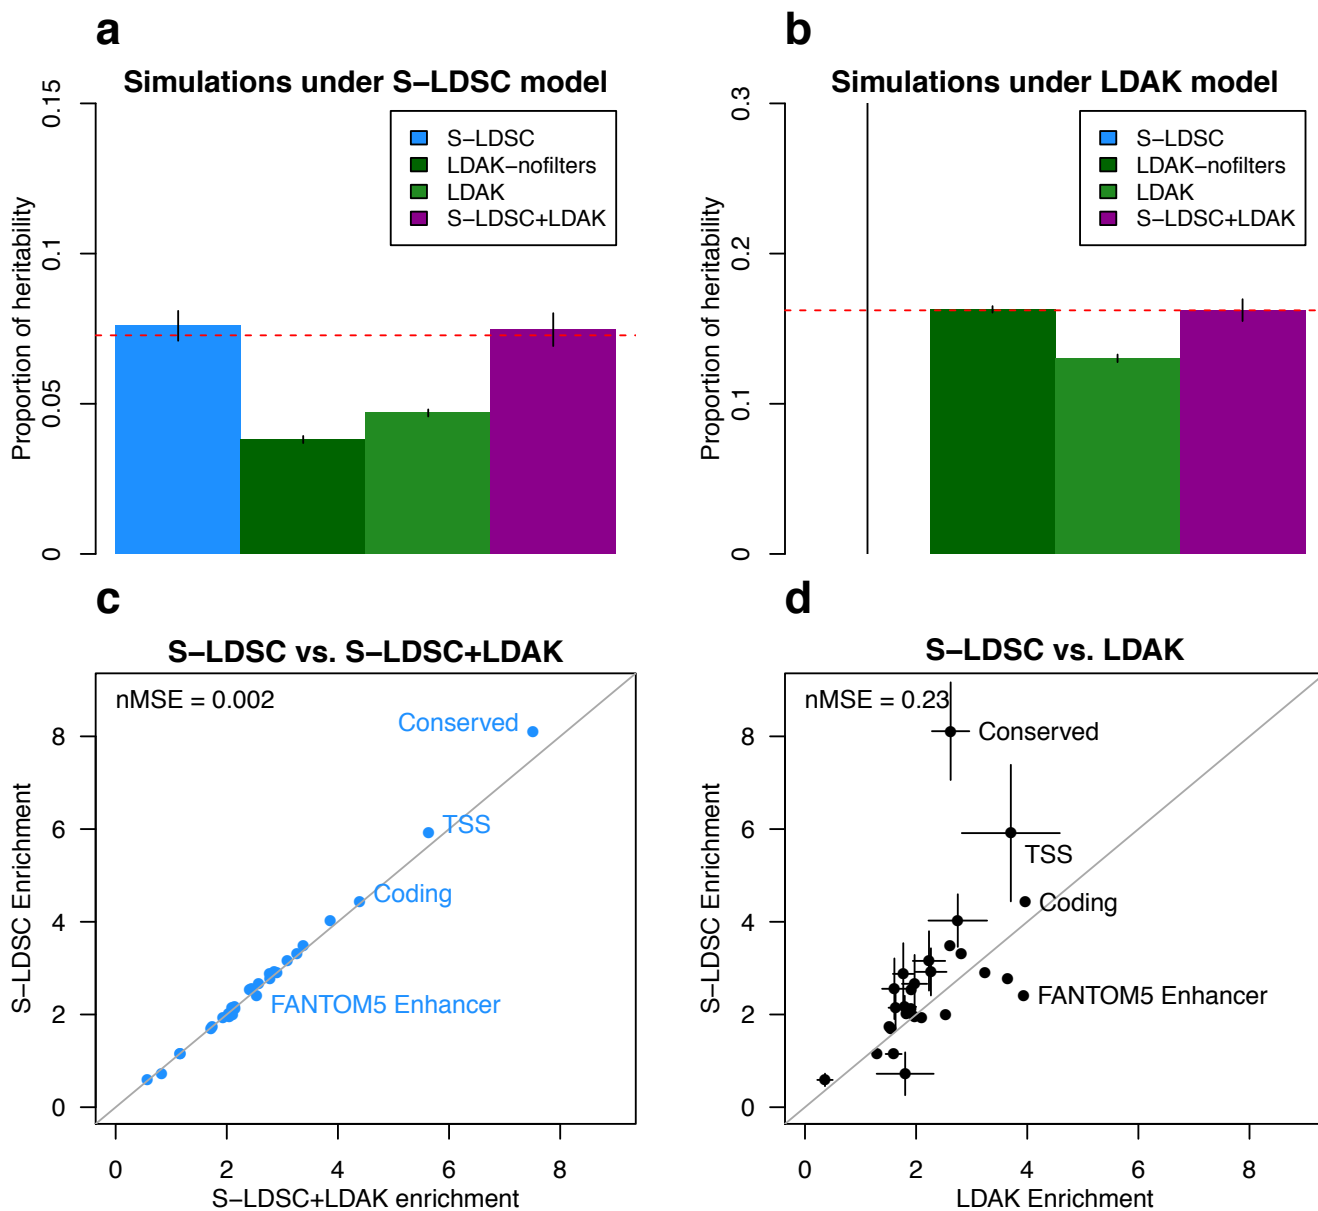 a
Simulations under S−LDSC model
S−LDSC
LDAK−nofilters
LDAK
S−LDSC+LDAK
Proportion of heritability
0.15
0.1
0.05
0
b
Simulations under LDAK model
S−LDSC
LDAK−nofilters
LDAK
S−LDSC+LDAK
Proportion of heritability
0.3
0.2
0.1
0
c
S−LDSC vs. S−LDSC+LDAK
nMSE = 0.002
Conserved
TSS
Coding
FANTOM5 Enhancer
S−LDSC Enrichment
8
6
4
2
0
0 2 4 6 8
S−LDSC+LDAK enrichment
d
S−LDSC vs. LDAK
nMSE = 0.23
Conserved
TSS
Coding
FANTOM5 Enhancer
S−LDSC Enrichment
8
6
4
2
0
0 2 4 6 8
LDAK Enrichment